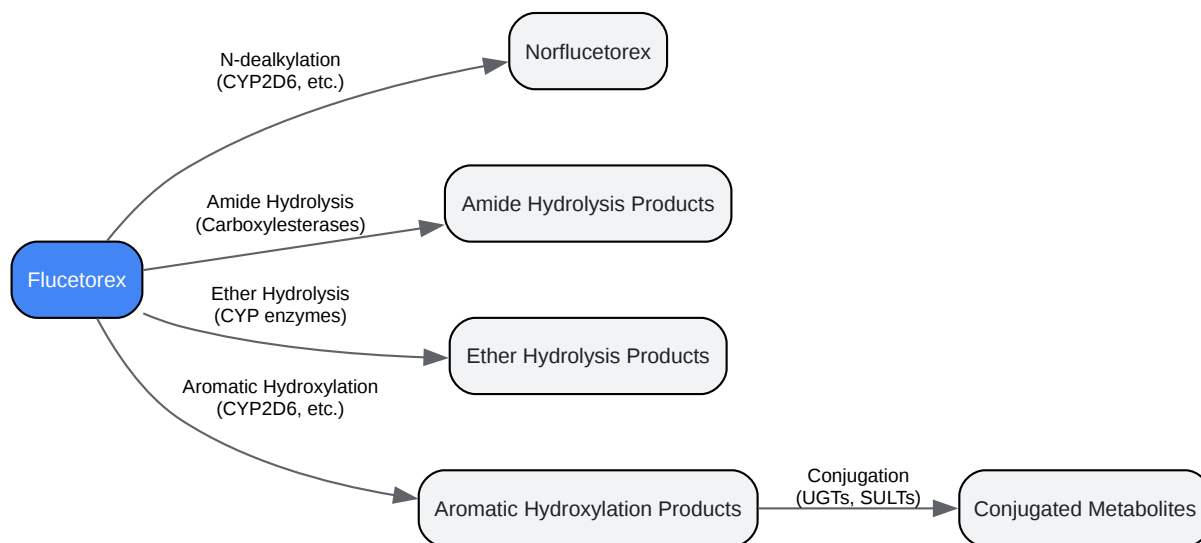 N-dealkylation
(CYP2D6, etc.)
Norflucetorex
Amide Hydrolysis
(Carboxylesterases)
Amide Hydrolysis Products
Flucetorex
Ether Hydrolysis
(CYP enzymes)
Ether Hydrolysis Products
Aromatic Hydroxylation
(CYP2D6, etc.)
Aromatic Hydroxylation Products
Conjugation
(UGTs, SULTs)
Conjugated Metabolites